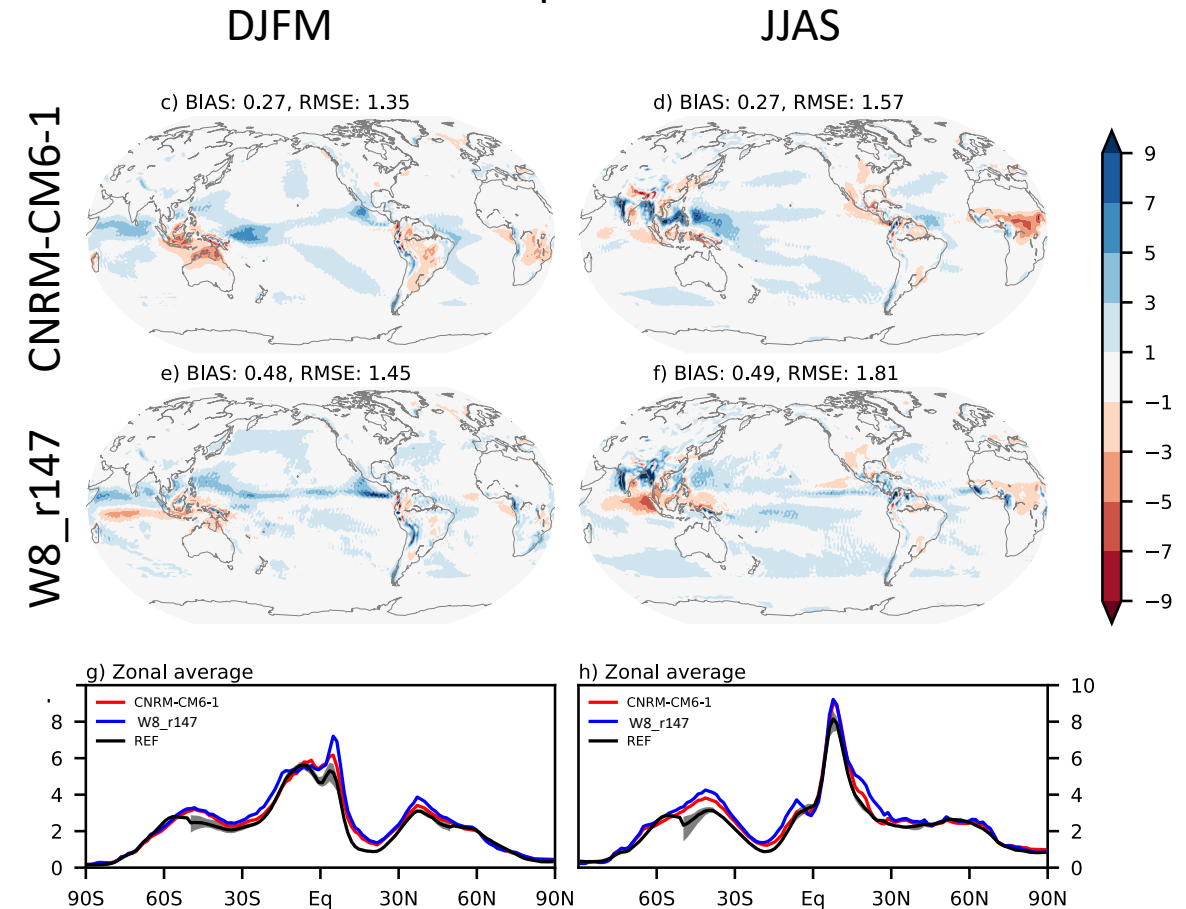 DJFM
JJAS
CNRM-CM6-1
c) BIAS: 0.27, RMSE: 1.35
d) BIAS: 0.27, RMSE: 1.57
9
7
5
3
1
−1
−3
−5
−7
−9
W8_r147
e) BIAS: 0.48, RMSE: 1.45
f) BIAS: 0.49, RMSE: 1.81
g) Zonal average
CNRM-CM6-1
W8_r147
REF
8
6
4
2
0
90S 60S 30S Eq 30N 60N 90N
h) Zonal average
CNRM-CM6-1
W8_r147
REF
10
8
6
4
2
0
60S 30S Eq 30N 60N 90N